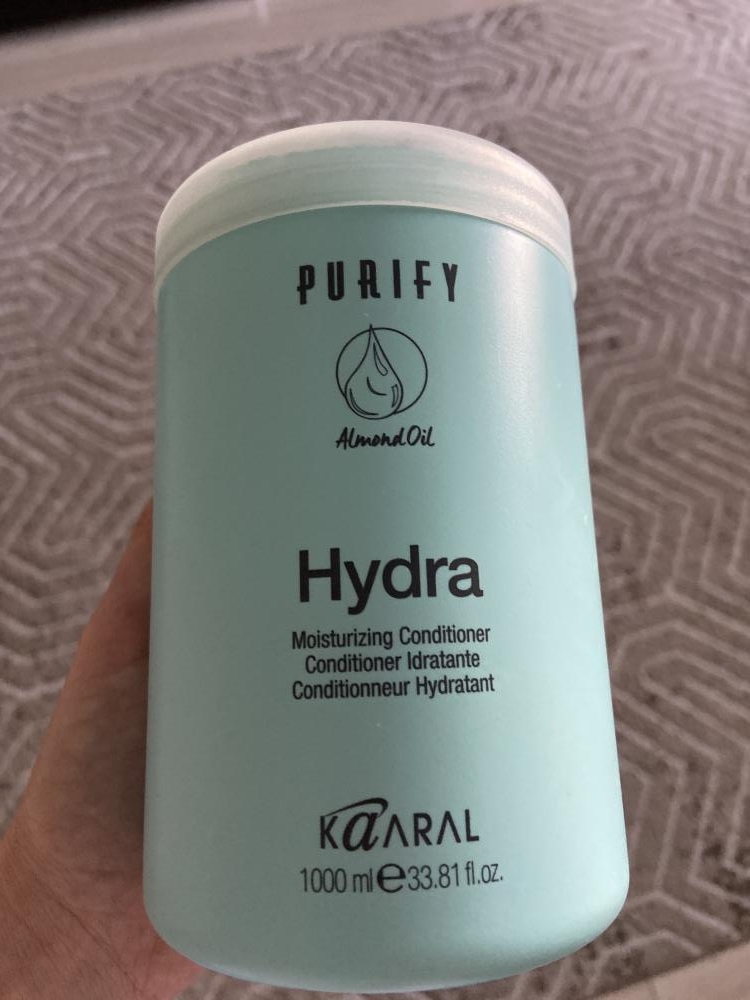 PURIFY
Almond Oil
Hydra
Moisturizing Conditioner
Conditioner Idratante
Conditionneur Hydratant
KaARAL
1000 ml e 33.81 fl.oz.